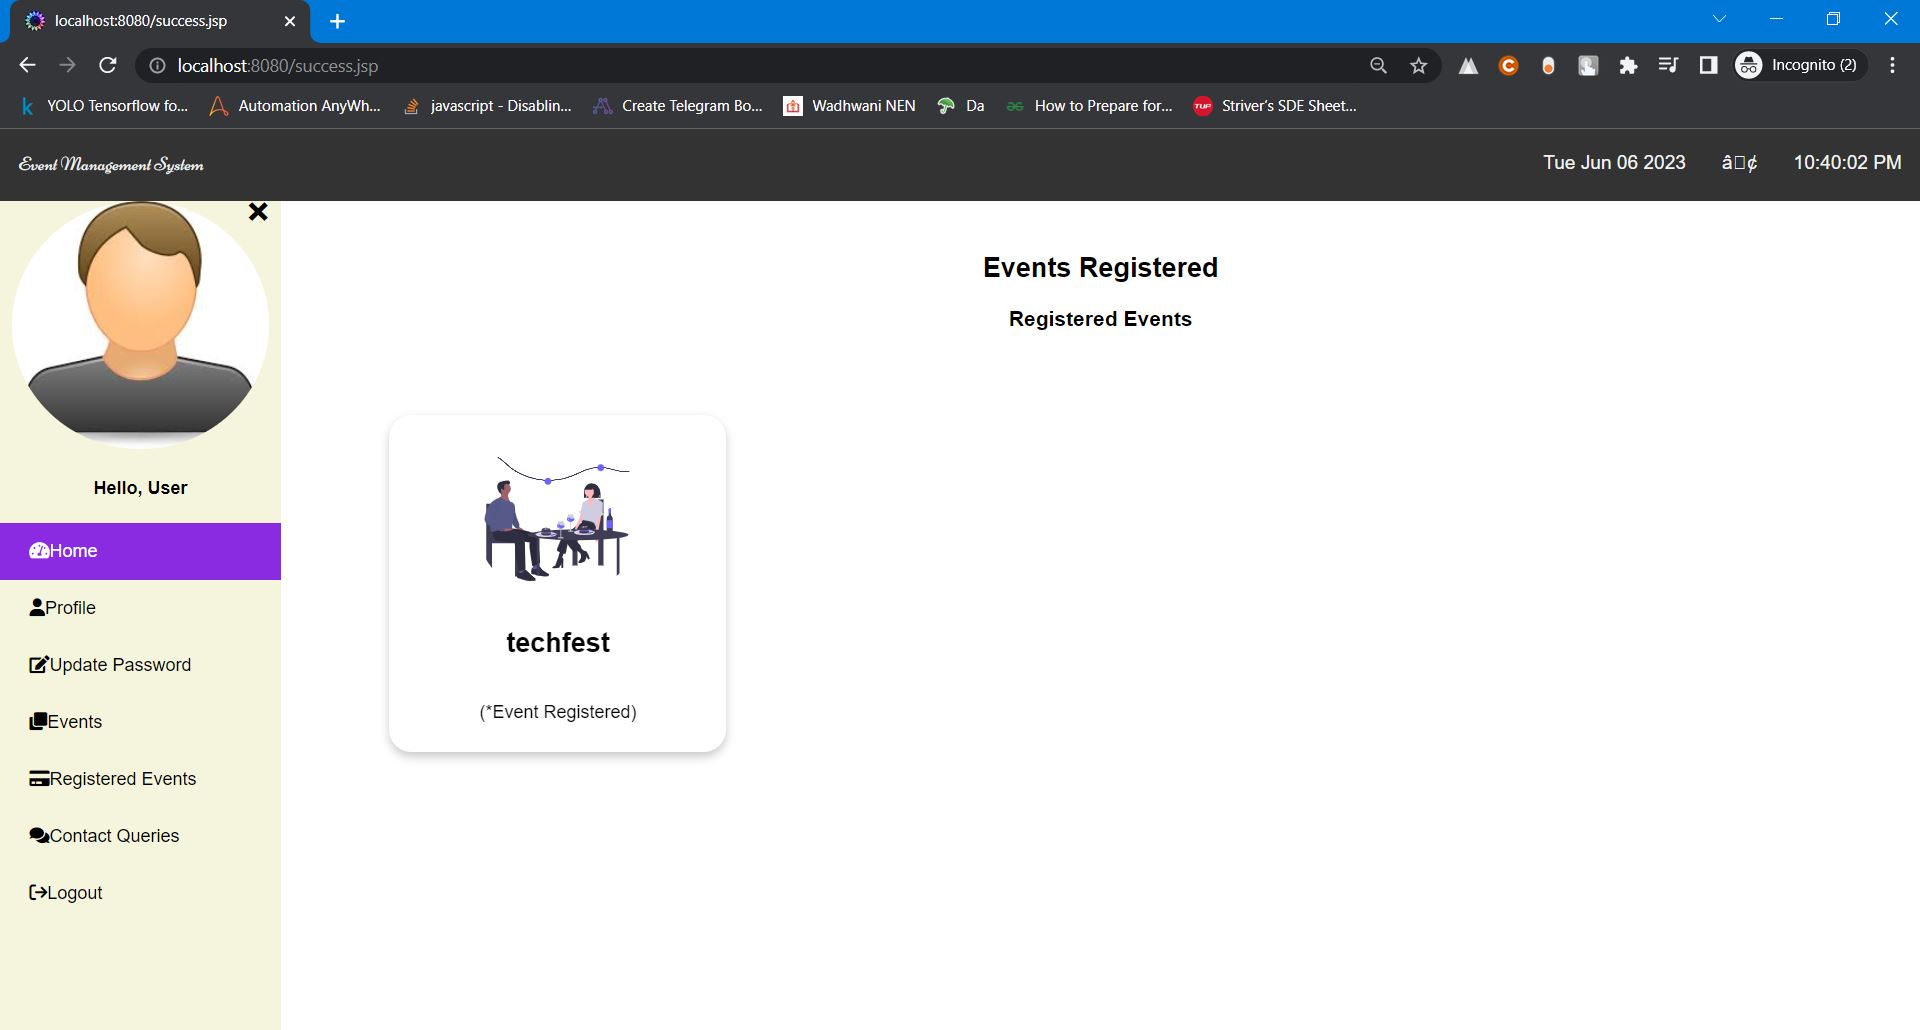 localhost:8080/success.jsp
localhost:8080/success.jsp
Incognito (2)
YOLO Tensorflow fo...
Automation AnyWh...
javascript - Disablin...
Create Telegram Bo...
Wadhwani NEN
Da
How to Prepare for...
TUF
Striver's SDE Sheet...
Event Management System
Tue Jun 06 2023
â□¢
10:40:02 PM
Hello, User
Home
Profile
Update Password
Events
Registered Events
Contact Queries
Logout
Events Registered
Registered Events
techfest
(*Event Registered)